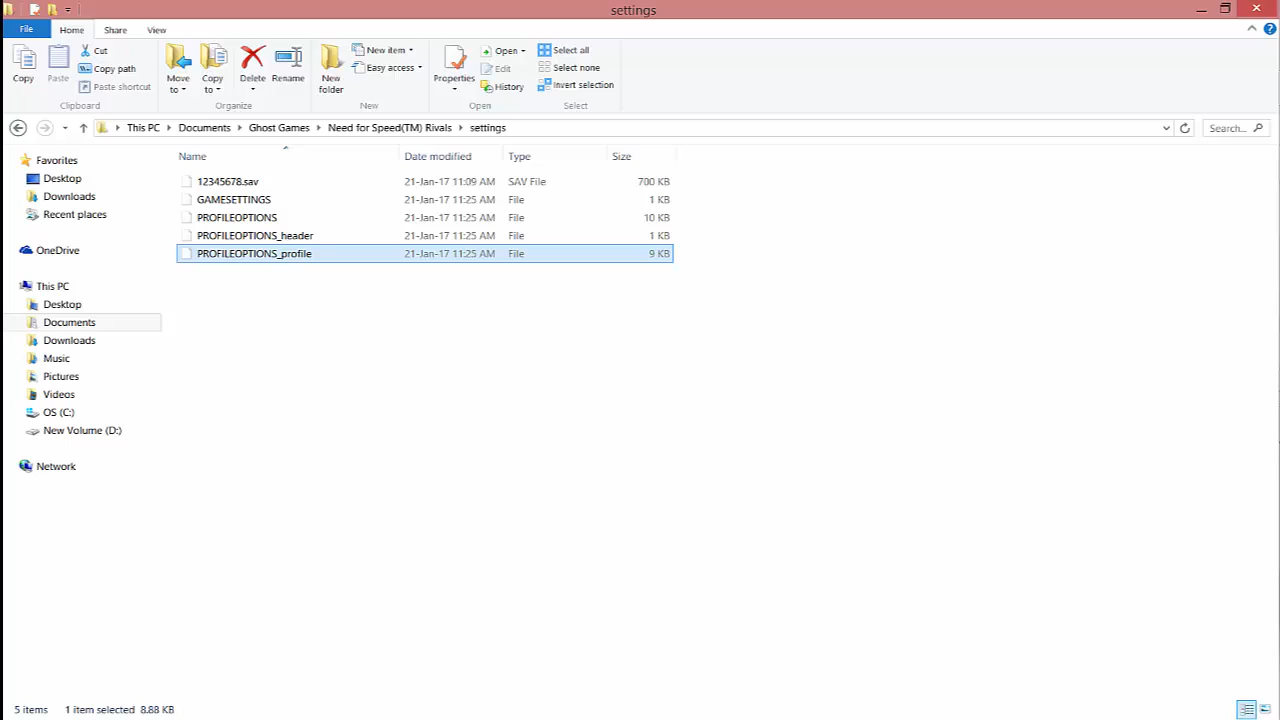 settings
File Home Share View
Copy
Paste
Cut
Copy path
Paste shortcut
Clipboard
Move to
Copy to
Delete
Rename
Organize
New folder
New item
Easy access
New
Properties
Open
Edit
History
Open
Select all
Select none
Invert selection
Select
This PC Documents Ghost Games Need for Speed(TM) Rivals settings
Search...
Name Date modified Type Size
12345678.sav 21-Jan-17 11:09 AM SAV File 700 KB
GAMESETTINGS 21-Jan-17 11:25 AM File 1 KB
PROFILEOPTIONS 21-Jan-17 11:25 AM File 10 KB
PROFILEOPTIONS_header 21-Jan-17 11:25 AM File 1 KB
PROFILEOPTIONS_profile 21-Jan-17 11:25 AM File 9 KB
Favorites
Desktop
Downloads
Recent places
OneDrive
This PC
Desktop
Documents
Downloads
Music
Pictures
Videos
OS (C:)
New Volume (D:)
Network
5 items 1 item selected 8.88 KB